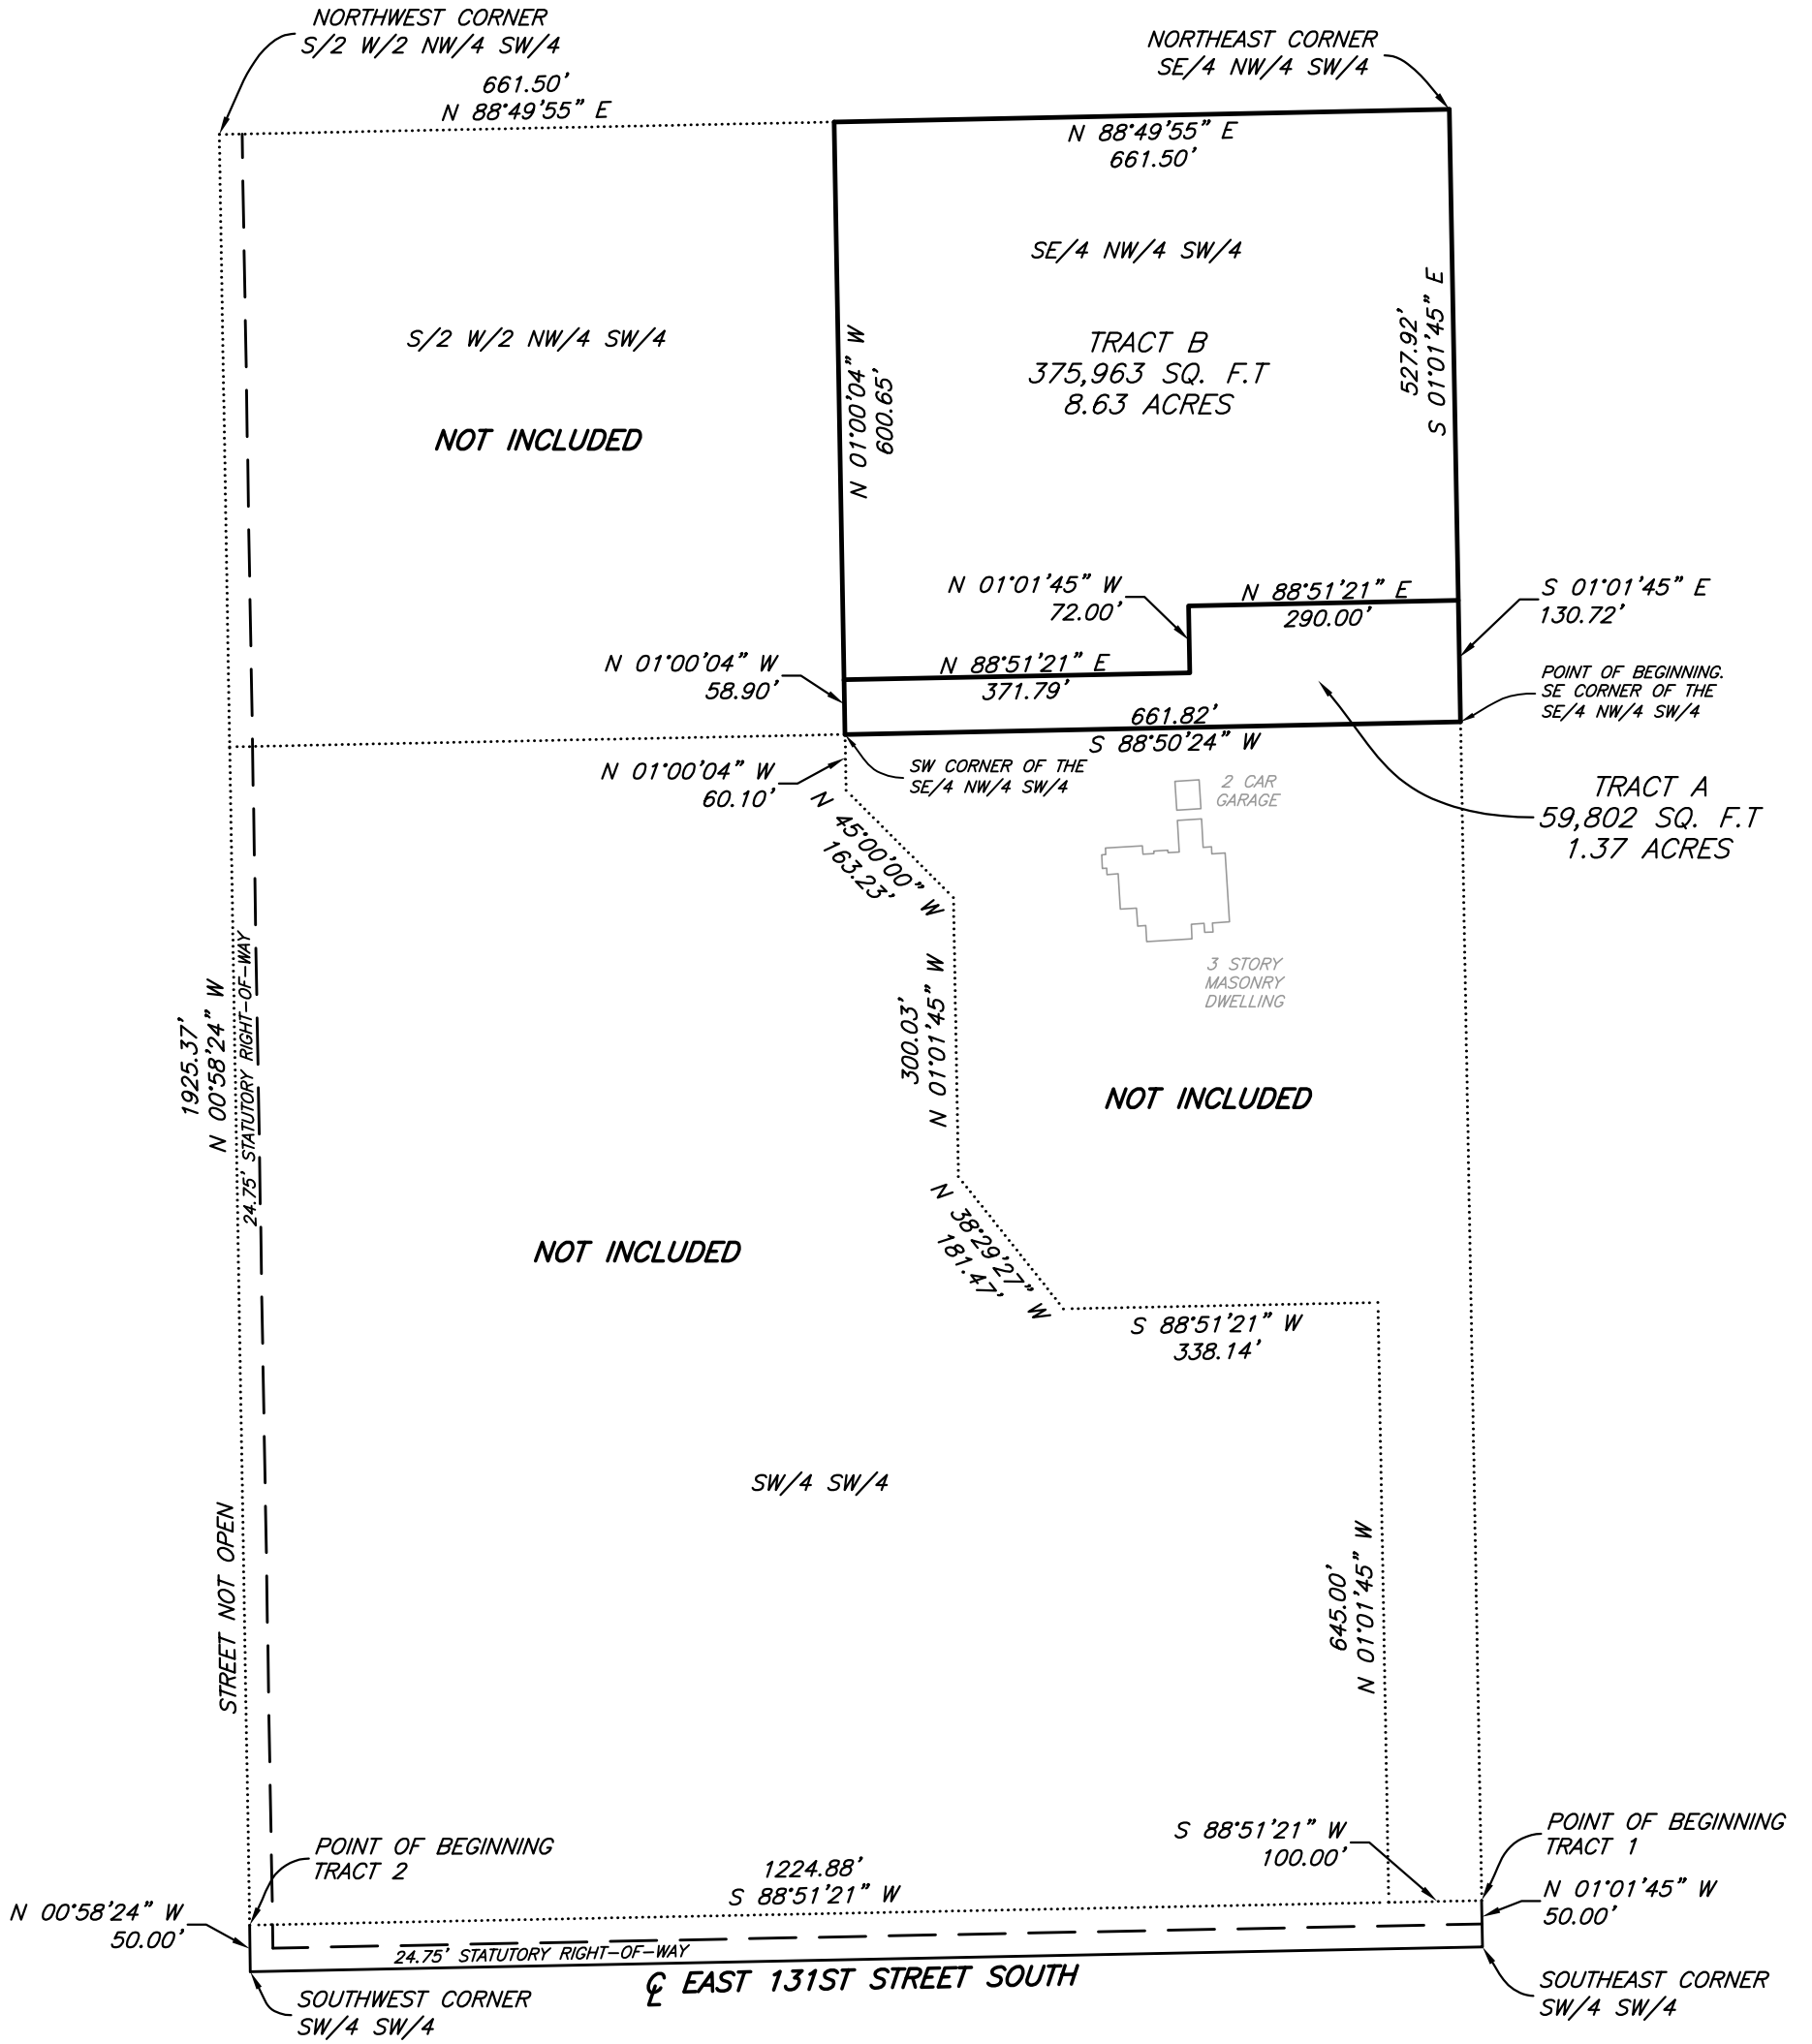 NORTHWEST CORNER
S/2 W/2 NW/4 SW/4
661.50'
N 88°49'55" E
NORTHEAST CORNER
SE/4 NW/4 SW/4
N 88°49'55" E
661.50'
SE/4 NW/4 SW/4
S/2 W/2 NW/4 SW/4
NOT INCLUDED
TRACT B
375,963 SQ. F.T
8.63 ACRES
N 01°00'04" W
600.65'
527.92'
S 01°01'45" E
N 01°01'45" W
72.00'
N 88°51'21" E
290.00'
S 01°01'45" E
130.72'
N 01°00'04" W
58.90'
N 88°51'21" E
371.79'
661.82'
S 88°50'24" W
POINT OF BEGINNING.
SE CORNER OF THE
SE/4 NW/4 SW/4
N 01°00'04" W
60.10'
SW CORNER OF THE
SE/4 NW/4 SW/4
2 CAR
GARAGE
TRACT A
59,802 SQ. F.T
1.37 ACRES
N 45°00'00" W
163.23'
3 STORY
MASONRY
DWELLING
1925.37'
N 00°58'24" W
24.75' STATUTORY RIGHT-OF-WAY
300.03'
N 01°01'45" W
NOT INCLUDED
N 38°29'27" W
181.47'
NOT INCLUDED
S 88°51'21" W
338.14'
SW/4 SW/4
STREET NOT OPEN
645.00'
N 01°01'45" W
POINT OF BEGINNING
TRACT 2
1224.88'
S 88°51'21" W
S 88°51'21" W
100.00'
POINT OF BEGINNING
TRACT 1
N 00°58'24" W
50.00'
N 01°01'45" W
50.00'
24.75' STATUTORY RIGHT-OF-WAY
℄ EAST 131ST STREET SOUTH
SOUTHWEST CORNER
SW/4 SW/4
SOUTHEAST CORNER
SW/4 SW/4